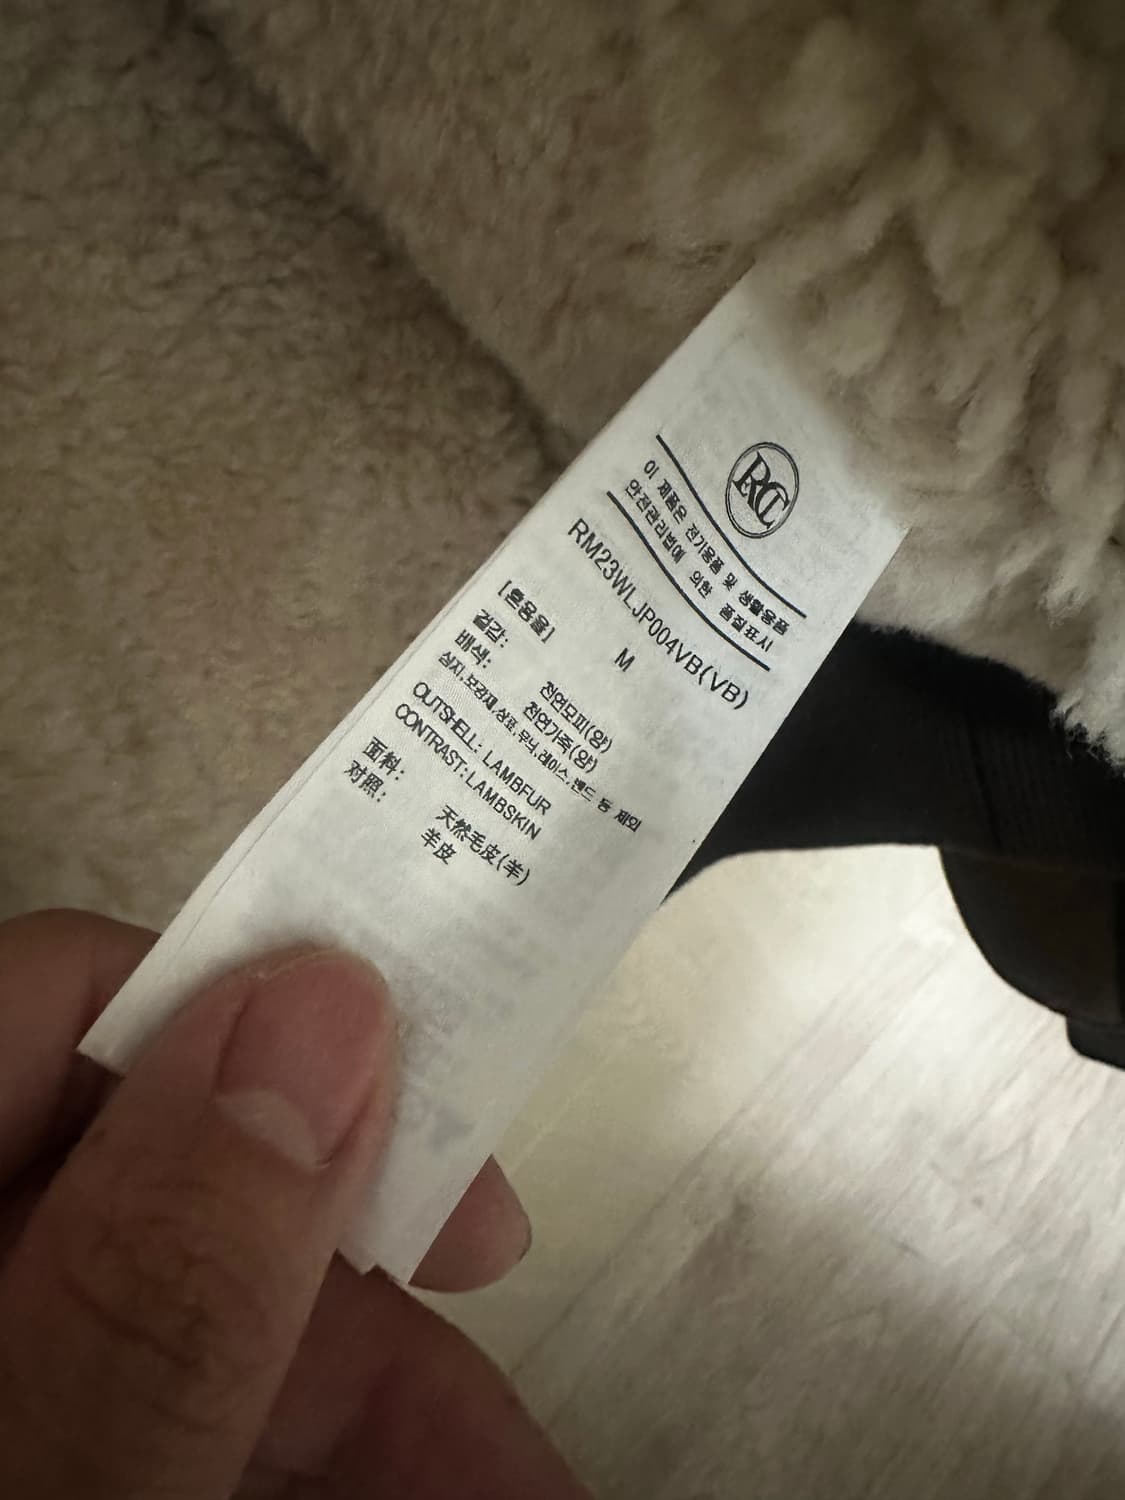 RCT
이 제품은 전기용품 및 생활용품
안전관리법에 의한 품질표시
RM23WLJP004VB(VB)
M
[혼용율]
겉감: 천연모피(양)
배색: 천연가죽(양)
심지,보강재,상표,무늬,레이스,밴드 등 제외
OUTSHELL: LAMBFUR
CONTRAST:LAMBSKIN
面料: 天然毛皮(羊)
对照: 羊皮